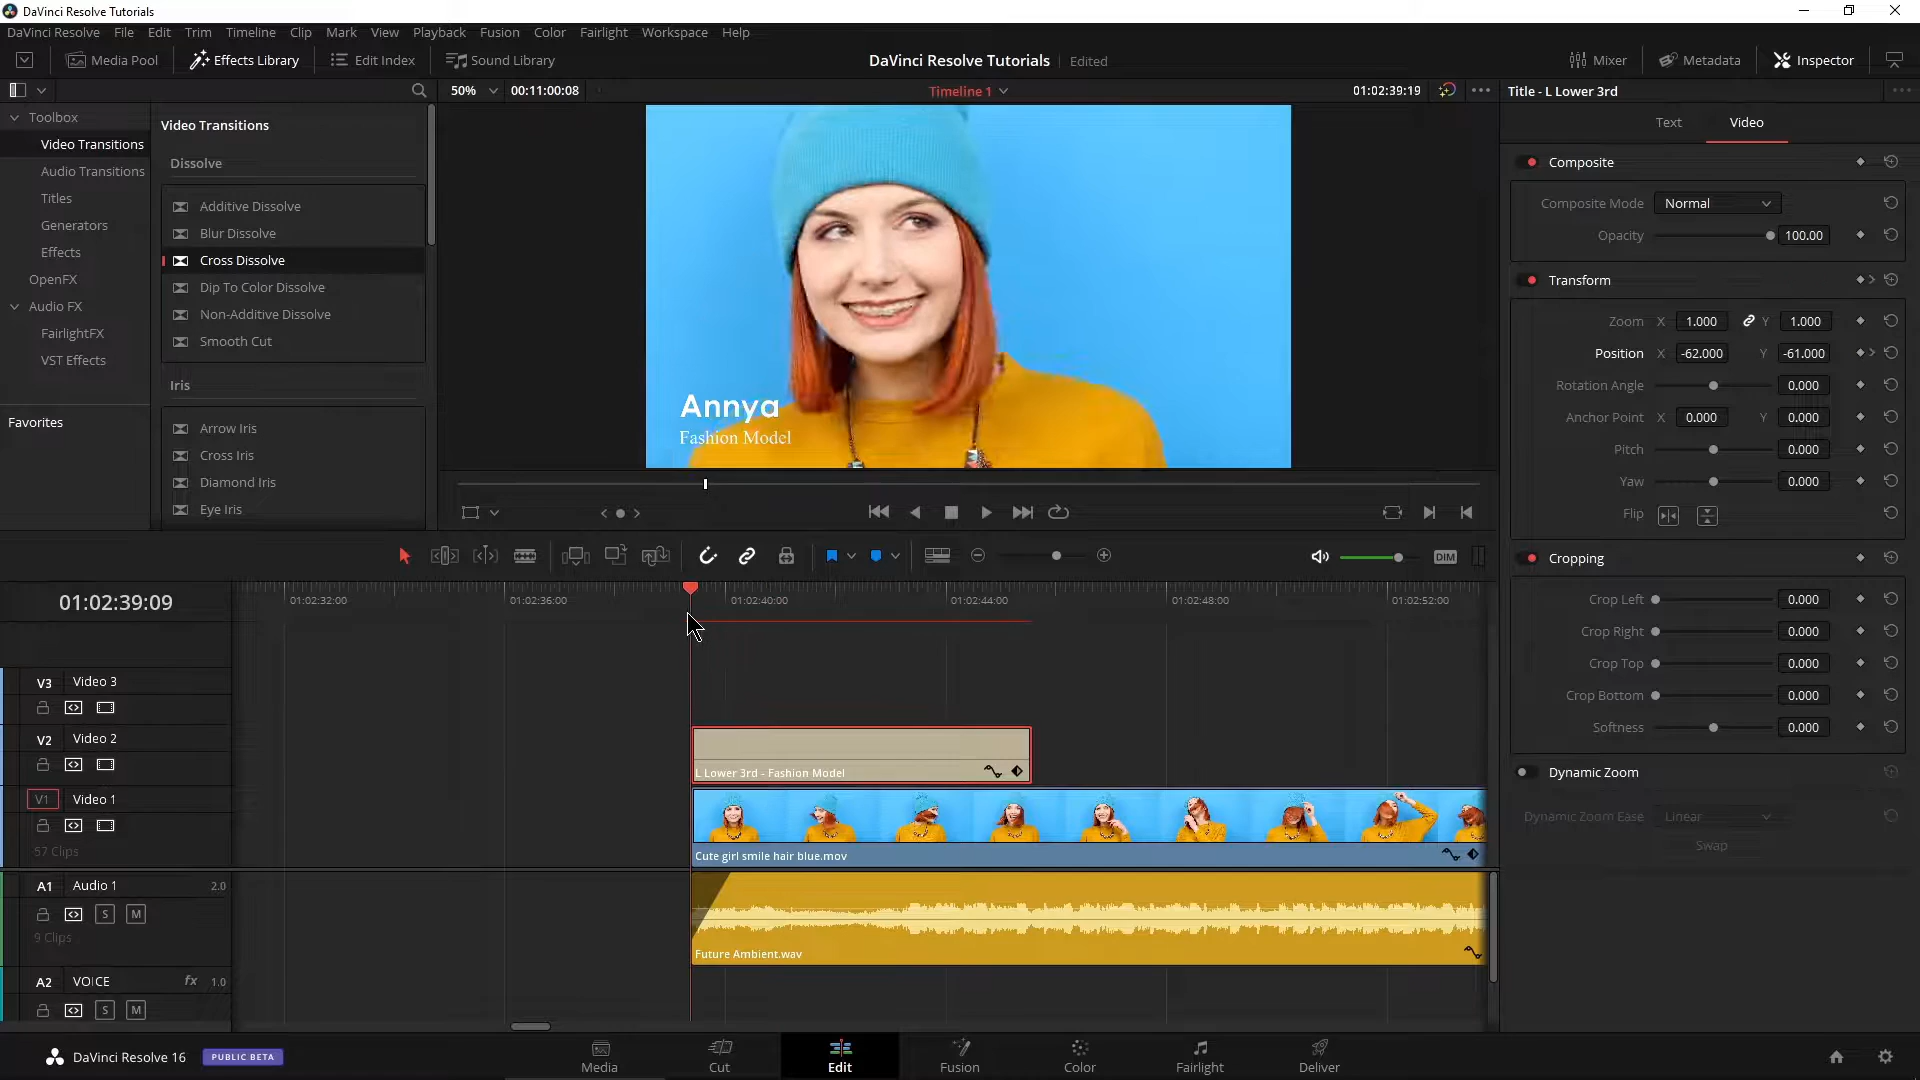 DaVinci Resolve Tutorials
DaVinci Resolve File Edit Trim Timeline Clip Mark View Playback Fusion Color Fairlight Workspace Help
Media Pool Effects Library Edit Index Sound Library DaVinci Resolve Tutorials Edited Mixer Metadata Inspector
50% 00:11:00:08 Timeline 1 01:02:39:19 Title - L Lower 3rd
Toolbox
Video Transitions
Audio Transitions
Titles
Generators
Effects
OpenFX
Audio FX
FairlightFX
VST Effects
Favorites
Video Transitions
Dissolve
Additive Dissolve
Blur Dissolve
Cross Dissolve
Dip To Color Dissolve
Non-Additive Dissolve
Smooth Cut
Iris
Arrow Iris
Cross Iris
Diamond Iris
Eye Iris
Annya
Fashion Model
Text Video
Composite
Composite Mode Normal
Opacity 100.00
Transform
Zoom X 1.000 Y 1.000
Position X -62.000 Y -61.000
Rotation Angle 0.000
Anchor Point X 0.000 Y 0.000
Pitch 0.000
Yaw 0.000
Flip
Cropping
Crop Left 0.000
Crop Right 0.000
Crop Top 0.000
Crop Bottom 0.000
Softness 0.000
Dynamic Zoom
Dynamic Zoom Ease Linear
Swap
DIM
01:02:39:09 01:02:32:00 01:02:36:00 01:02:40:00 01:02:44:00 01:02:48:00 01:02:52:00
V3 Video 3
V2 Video 2
L Lower 3rd - Fashion Model
V1 Video 1
57 Clips
Cute girl smile hair blue.mov
A1 Audio 1 2.0
S M
9 Clips
Future Ambient.wav
A2 VOICE fx 1.0
S M
DaVinci Resolve 16 PUBLIC BETA
Media Cut Edit Fusion Color Fairlight Deliver